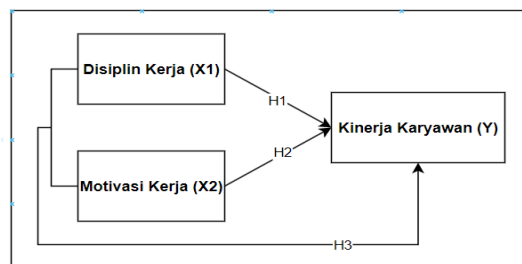 Disiplin Kerja (X1)
H1
Kinerja Karyawan (Y)
H2
Motivasi Kerja (X2)
H3